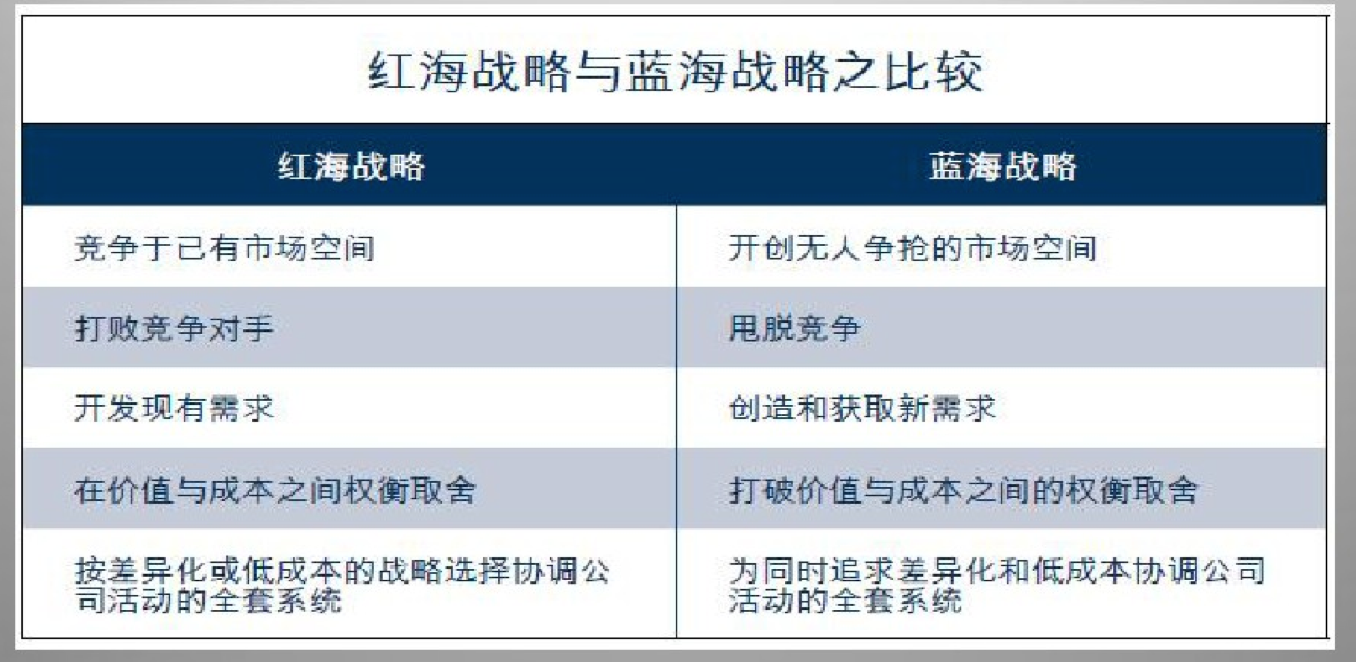 红海战略与蓝海战略之比较
红海战略
蓝海战略
竞争于已有市场空间
开创无人争抢的市场空间
打败竞争对手
甩脱竞争
开发现有需求
创造和获取新需求
在价值与成本之间权衡取舍
打破价值与成本之间的权衡取舍
按差异化或低成本的战略选择协调公
司活动的全套系统
为同时追求差异化和低成本协调公司
活动的全套系统